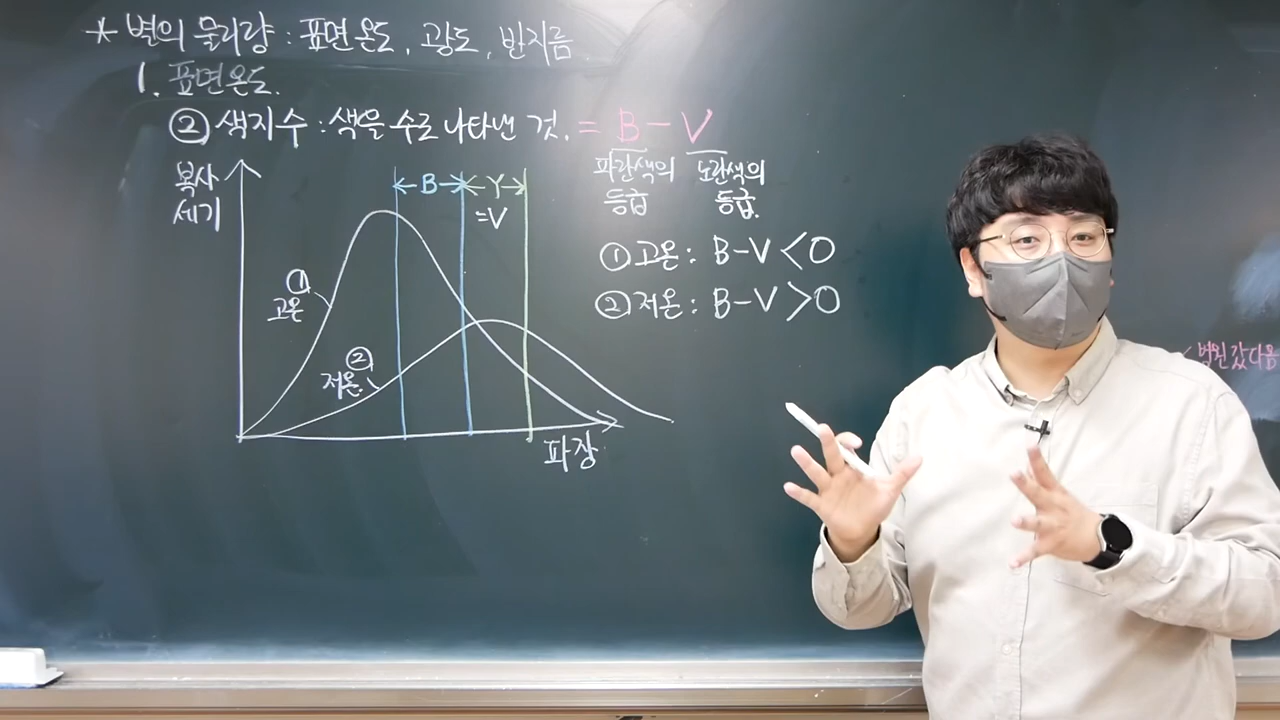 * 별의 물리량 : 표면온도, 광도, 반지름
1. 표면온도.
② 색지수 : 색을 수로 나타낸 것. = B - V
파란색의 노란색의
등급 등급.
복사
세기
B Y
=V
① 고온 : B-V<0
② 저온 : B-V>0
①
고온
②
저온.
파장